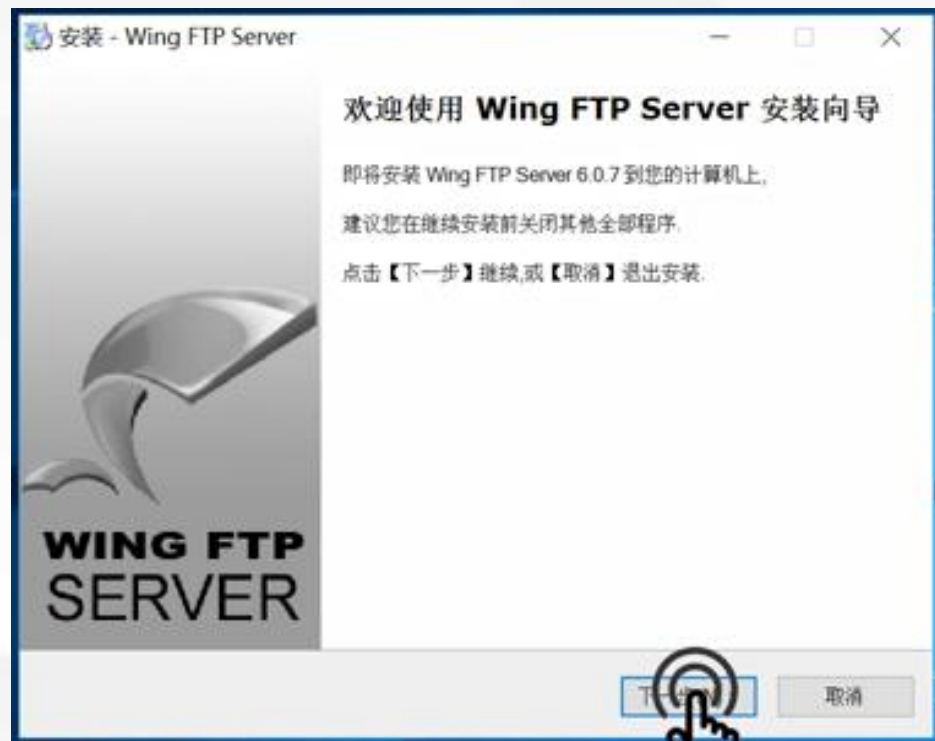 安装 - Wing FTP Server
欢迎使用 Wing FTP Server 安装向导
即将安装 Wing FTP Server 6.0.7 到您的计算机上,
建议您在继续安装前关闭其他全部程序.
点击【下一步】继续,或【取消】退出安装.
WING FTP
SERVER
取消